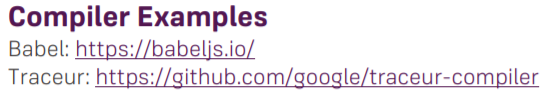 Compiler Examples
Babel: https://babeljs.io/
Traceur: https://github.com/google/traceur-compiler